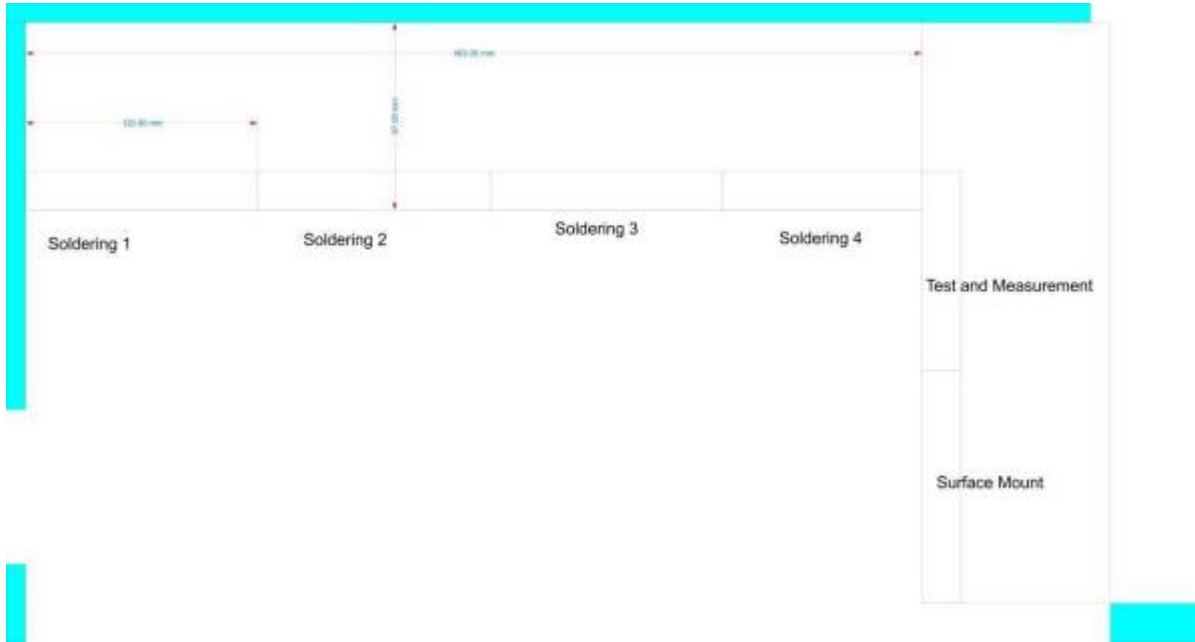 Soldering 1
Soldering 2
Soldering 3
Soldering 4
Test and Measurement
Surface Mount